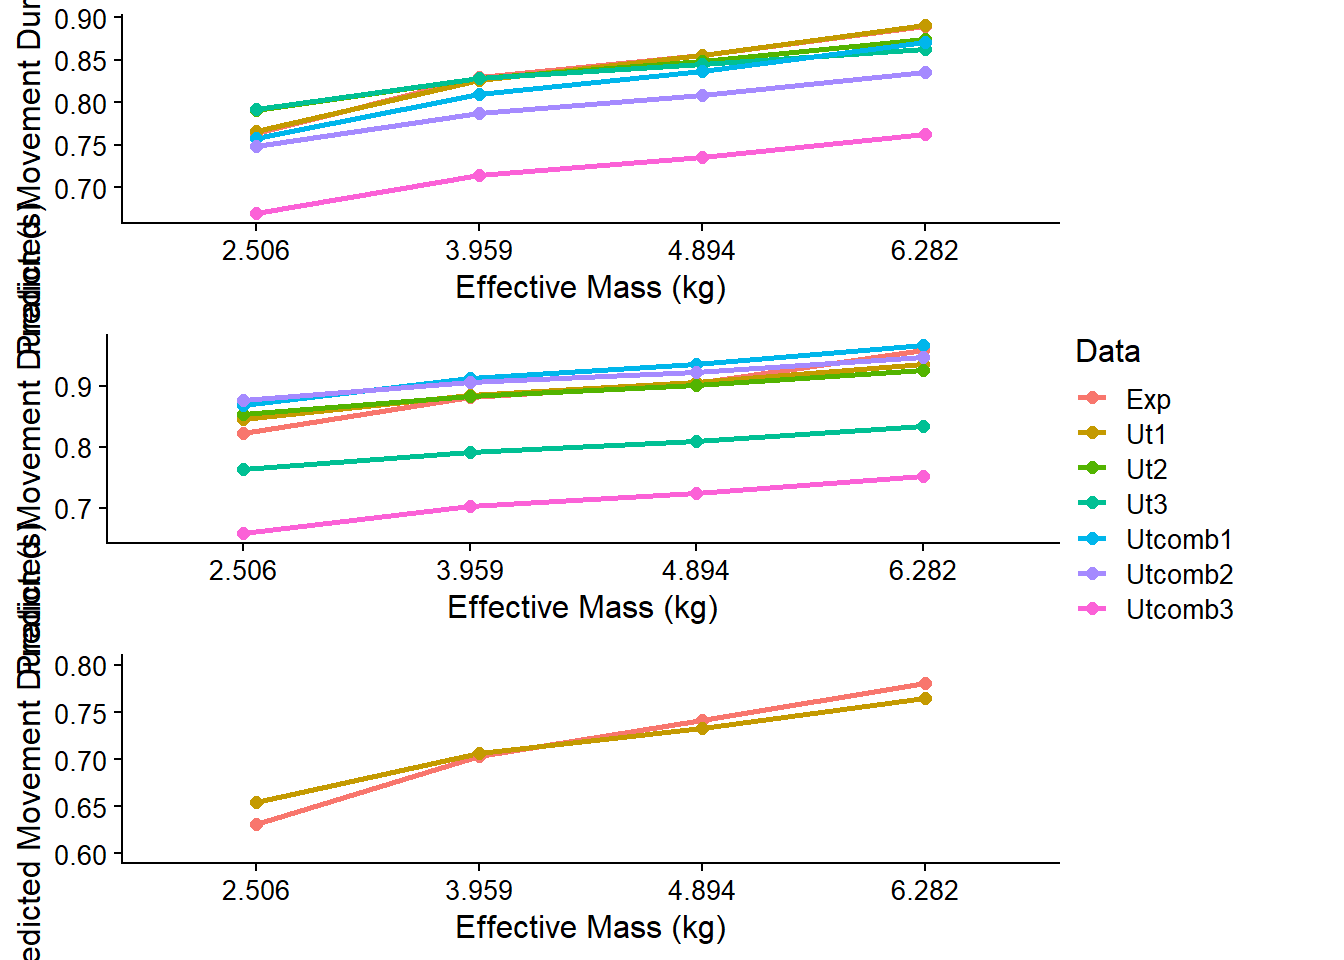 0.90
0.85
0.80
0.75
0.70
2.506 3.959 4.894 6.282
Effective Mass (kg)
0.9
0.8
0.7
2.506 3.959 4.894 6.282
Effective Mass (kg)
Data
Exp
Ut1
Ut2
Ut3
Utcomb1
Utcomb2
Utcomb3
0.80
0.75
0.70
0.65
0.60
2.506 3.959 4.894 6.282
Effective Mass (kg)
Movement Dur
Movement
edicted Movement